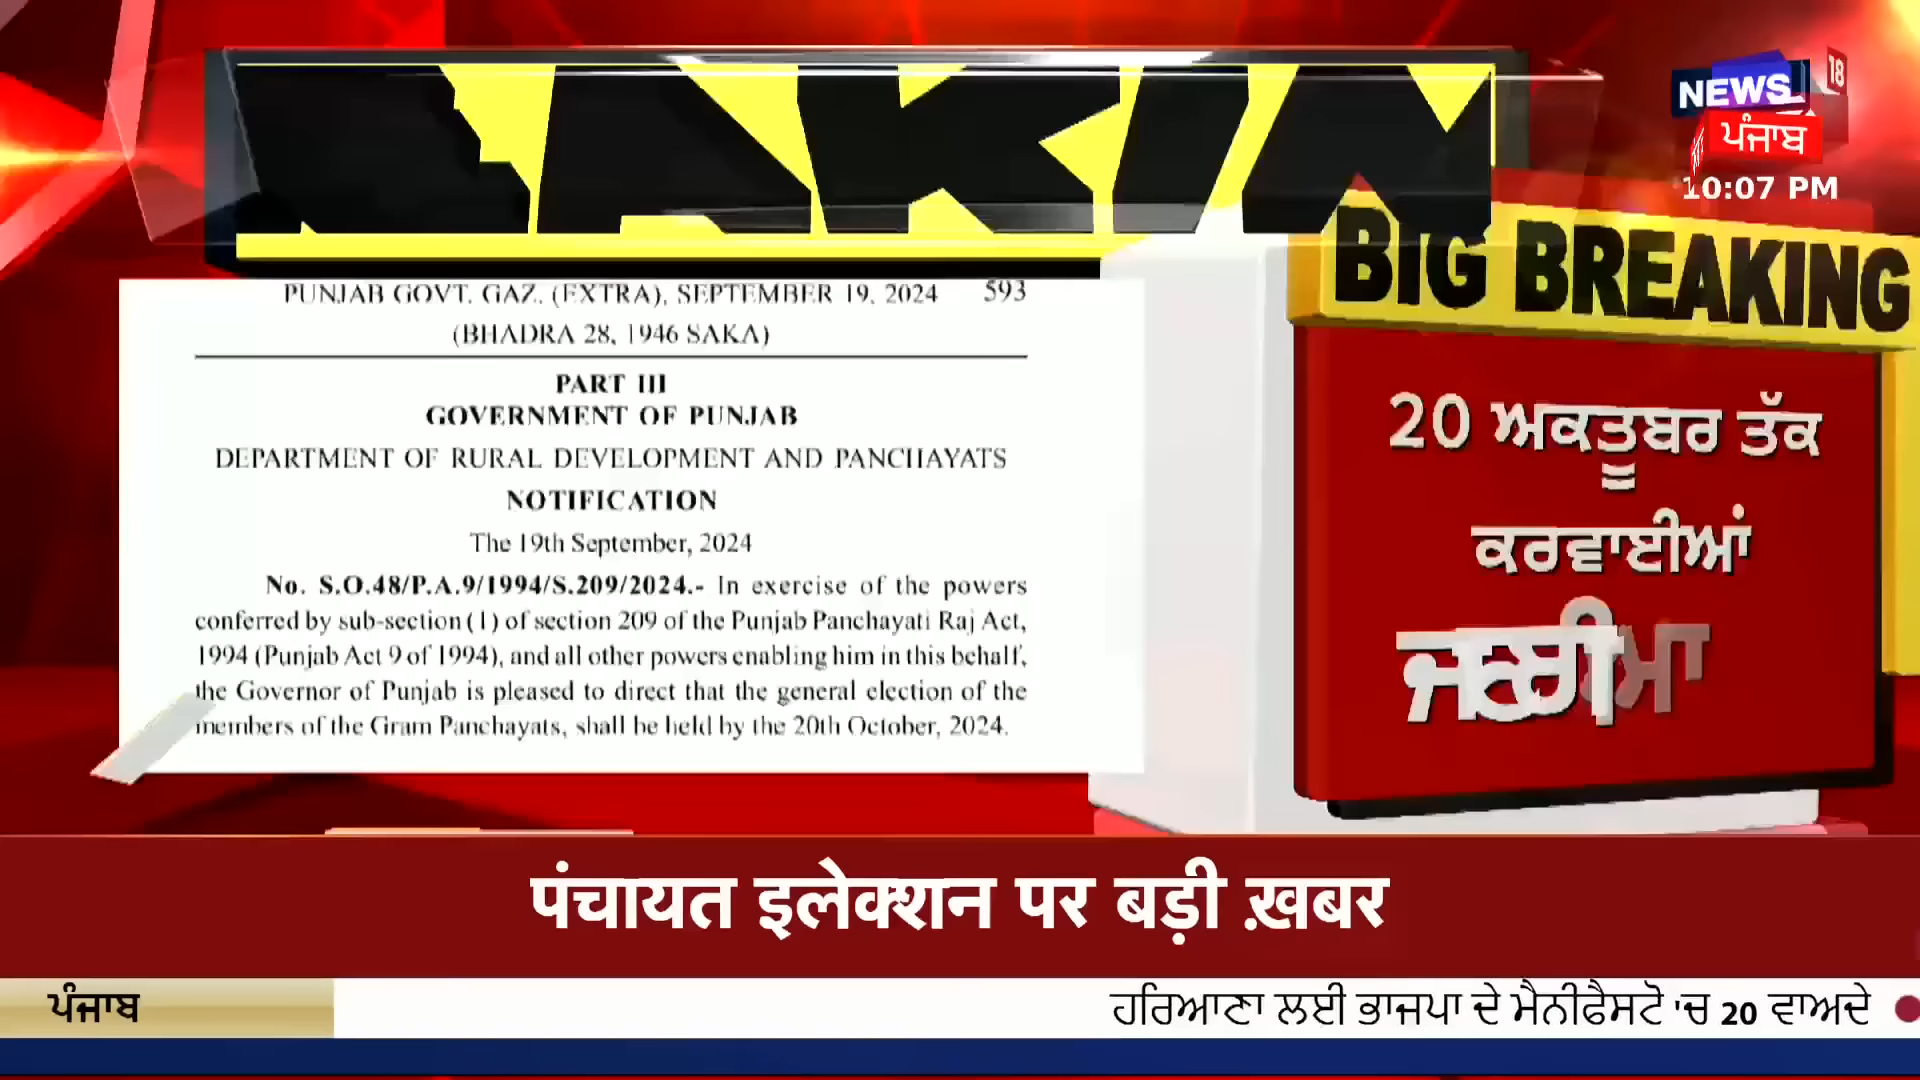 NEWS 18
ਪੰਜਾਬ
10:07 PM
BIG BREAKING
PUNJAB GOVT. GAZ. (EXTRA), SEPTEMBER 19, 2024 593
(BHADRA 28, 1946 SAKA)
PART III
GOVERNMENT OF PUNJAB
DEPARTMENT OF RURAL DEVELOPMENT AND PANCHAYATS
NOTIFICATION
The 19th September, 2024
No. S.O.48/P.A.9/1994/S.209/2024.- In exercise of the powers
conferred by sub-section (1) of section 209 of the Punjab Panchayati Raj Act,
1994 (Punjab Act 9 of 1994), and all other powers enabling him in this behalf,
the Governor of Punjab is pleased to direct that the general election of the
members of the Gram Panchayats, shall be held by the 20th October, 2024.
20 ਅਕਤੂਬਰ ਤੱਕ
ਕਰਵਾਈਆਂ
पंचायत इलेक्शन पर बड़ी ख़बर
ਪੰਜਾਬ
ਹਰਿਆਣਾ ਲਈ ਭਾਜਪਾ ਦੇ ਮੈਨੀਫੈਸਟੋ 'ਚ 20 ਵਾਅਦੇ